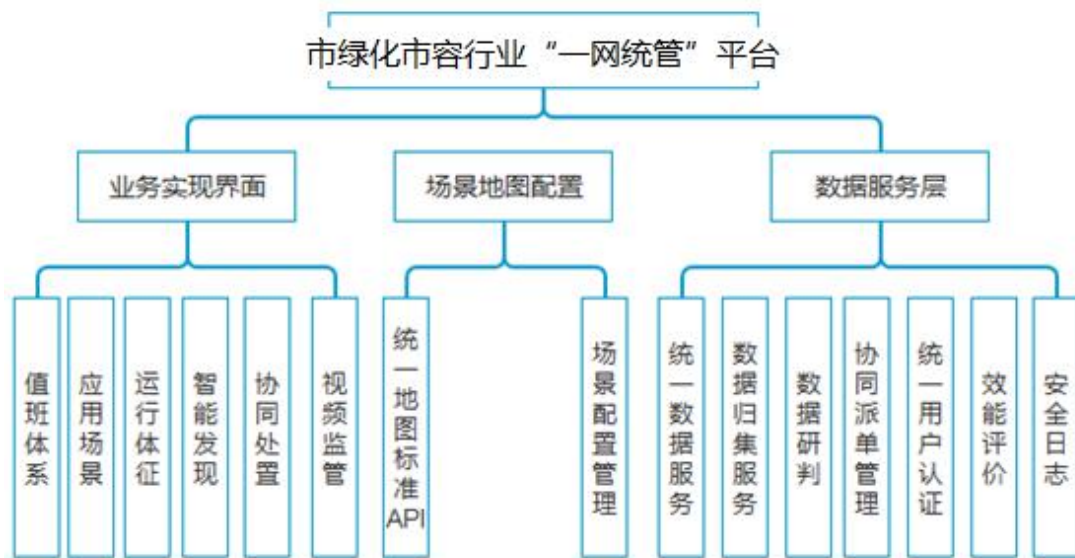 市绿化市容行业“一网统管”平台
业务实现界面
场景地图配置
数据服务层
值班体系
应用场景
运行体征
智能发现
协同处置
视频监管
统一地图标准API
场景配置管理
统一数据服务
数据归集服务
数据研判
协同派单管理
统一用户认证
效能评价
安全日志